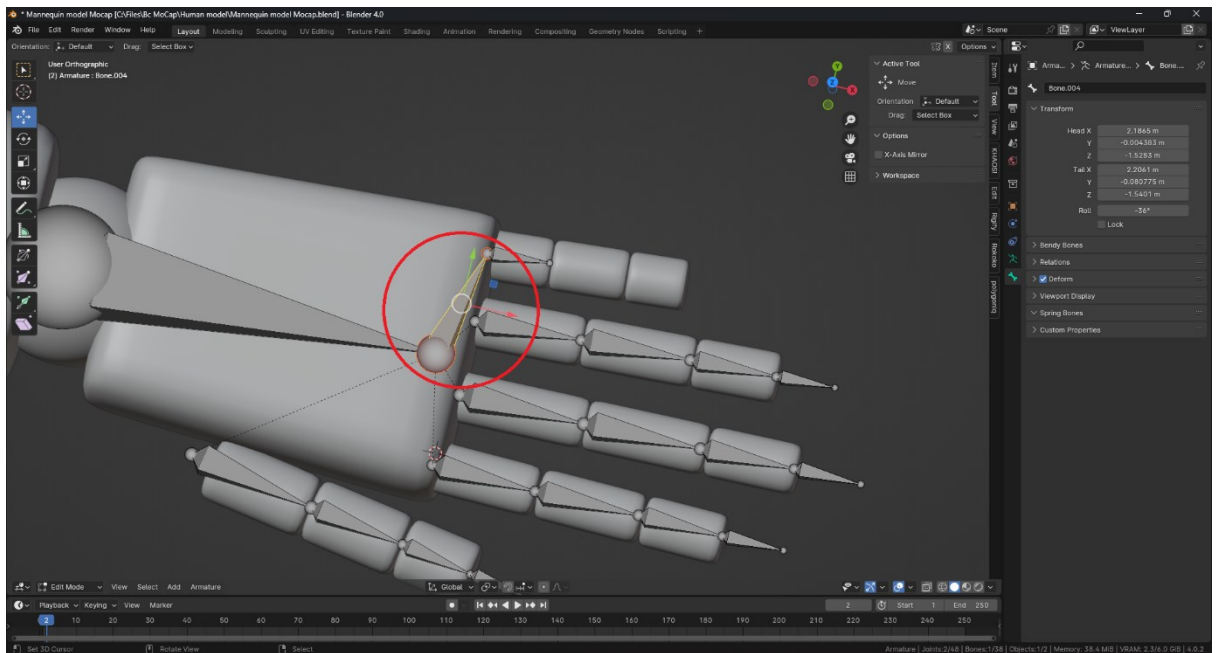 * Mannequin model Mocap [C:\Files\Bc MoCap\Human model\Mannequin model Mocap.blend] - Blender 4.0
File Edit Render Window Help Layout Modeling Sculpting UV Editing Texture Paint Shading Animation Rendering Compositing Geometry Nodes Scripting + Scene ViewLayer
Orientation: Default Drag: Select Box Options
User Orthographic
(2) Armature : Bone.004
Y
X
Z
Active Tool
Move
Orientation Default
Drag: Select Box
Options
X-Axis Mirror
Workspace
Item
Tool
View
KHAOSI
Edit
Rigify
Rokoko
polygoniq
Arma... > Armature... > Bone....
Bone.004
Transform
Head X 2.1865 m
Y -0.004383 m
Z -1.5283 m
Tail X 2.2061 m
Y -0.080775 m
Z -1.5401 m
Roll -36°
Lock
Bendy Bones
Relations
Deform
Viewport Display
Spring Bones
Custom Properties
Edit Mode View Select Add Armature Global
Playback Keying View Marker 2 Start 1 End 250
2 10 20 30 40 50 60 70 80 90 100 110 120 130 140 150 160 170 180 190 200 210 220 230 240 250
Set 3D Cursor Rotate View Select Armature | Joints:2/48 | Bones:1/38 | Objects:1/2 | Memory: 38.4 MiB | VRAM: 2.3/6.0 GiB | 4.0.2